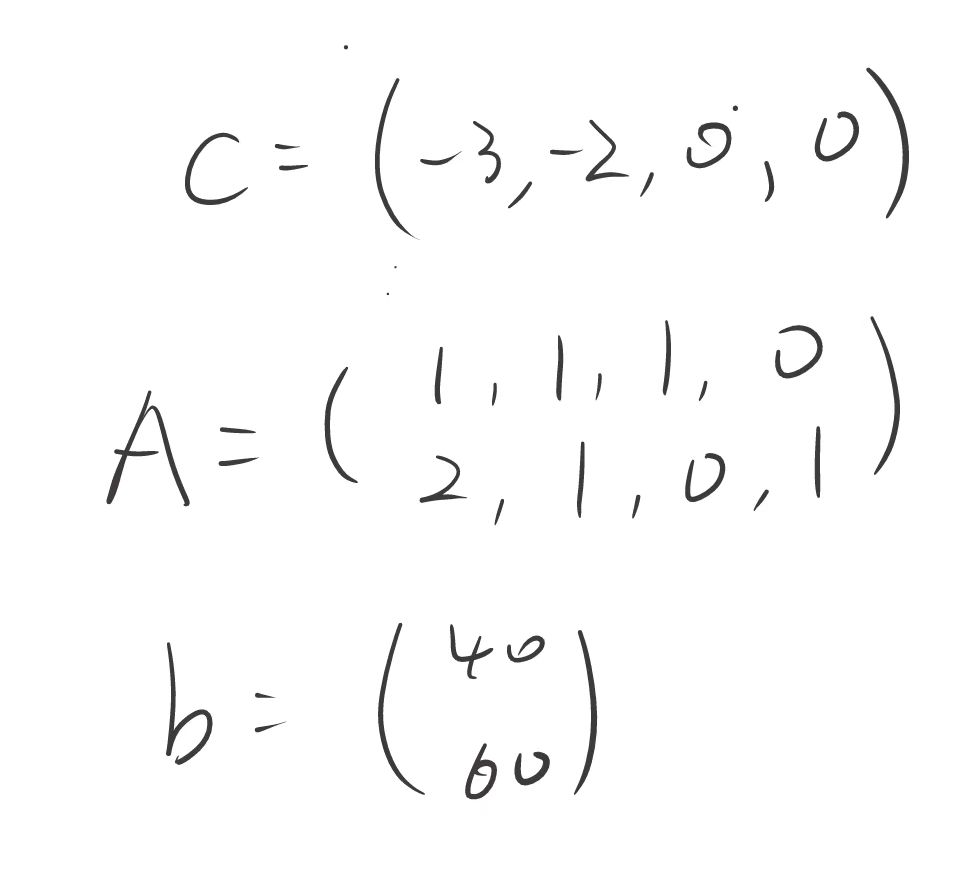 c = (-3, -2, 0, 0)
A = ( 1, 1, 1, 0
2, 1, 0, 1 )
b = ( 40
60 )